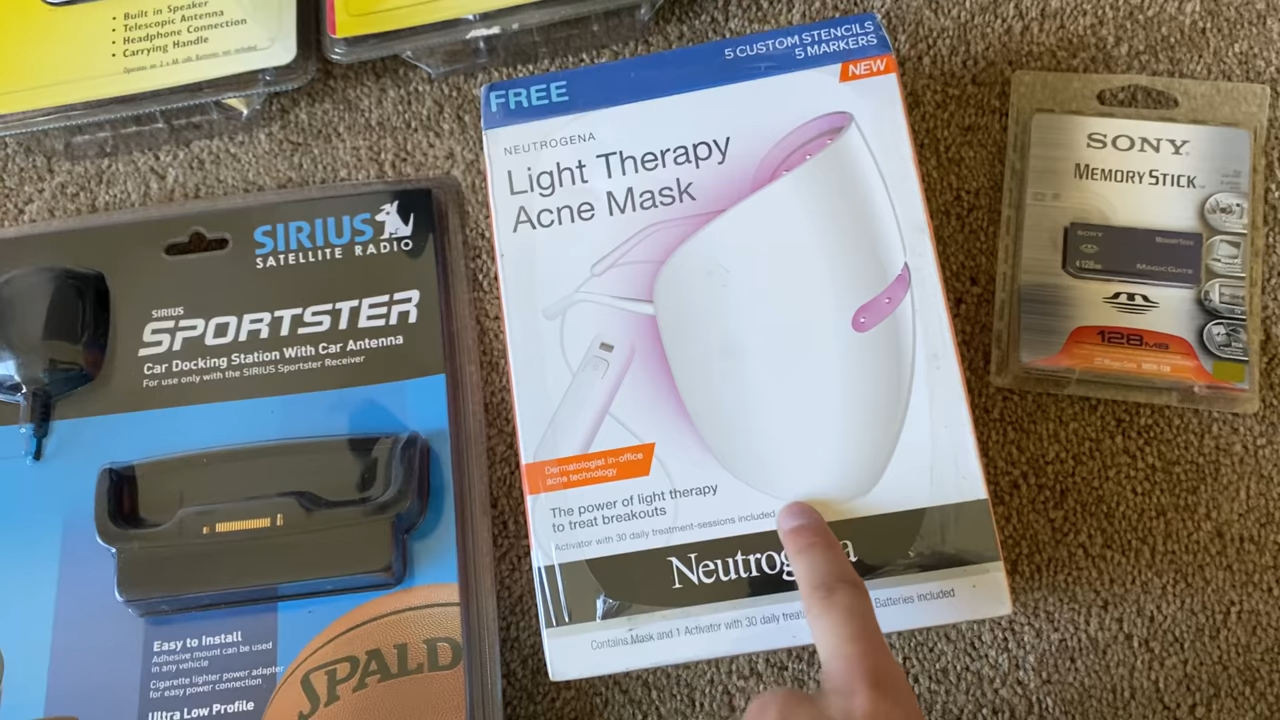 • Built in Speaker
• Telescopic Antenna
• Headphone Connection
• Carrying Handle
SIRIUS
SATELLITE RADIO
SIRIUS
SPORTSTER
Car Docking Station With Car Antenna
For use only with the SIRIUS Sportster Receiver
Easy to Install
Adhesive mount can be used
in any vehicle
Cigarette lighter power adapter
for easy power connection
Ultra Low Profile
SPALD
5 CUSTOM STENCILS
5 MARKERS
FREE
NEW
NEUTROGENA
Light Therapy
Acne Mask
Dermatologist in-office
acne technology
The power of light therapy
to treat breakouts
Activator with 30 daily treatment-sessions included
Neutrogena
Contains Mask and 1 Activator with 30 daily Batteries included
SONY
MEMORY STICK
SONY
MEMORY STICK
128MB
MAGICGATE
128MB